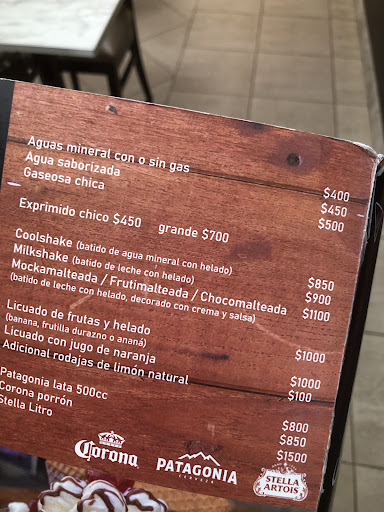 Aguas mineral con o sin gas $400
Agua saborizada $450
Gaseosa chica $500
Exprimido chico $450 grande $700
Coolshake (batido de agua mineral con helado) $850
Milkshake (batido de leche con helado) $900
Mockamalteada / Frutimalteada / Chocomalteada $1100
(batido de leche con helado, decorado con crema y salsa)
Licuado de frutas y helado $1000
(banana, frutilla durazno o ananá)
Licuado con jugo de naranja $1000
Adicional rodajas de limón natural $100
Patagonia lata 500cc $800
Corona porrón $850
Stella Litro $1500
Corona
PATAGONIA
CERVEZA
STELLA
ARTOIS